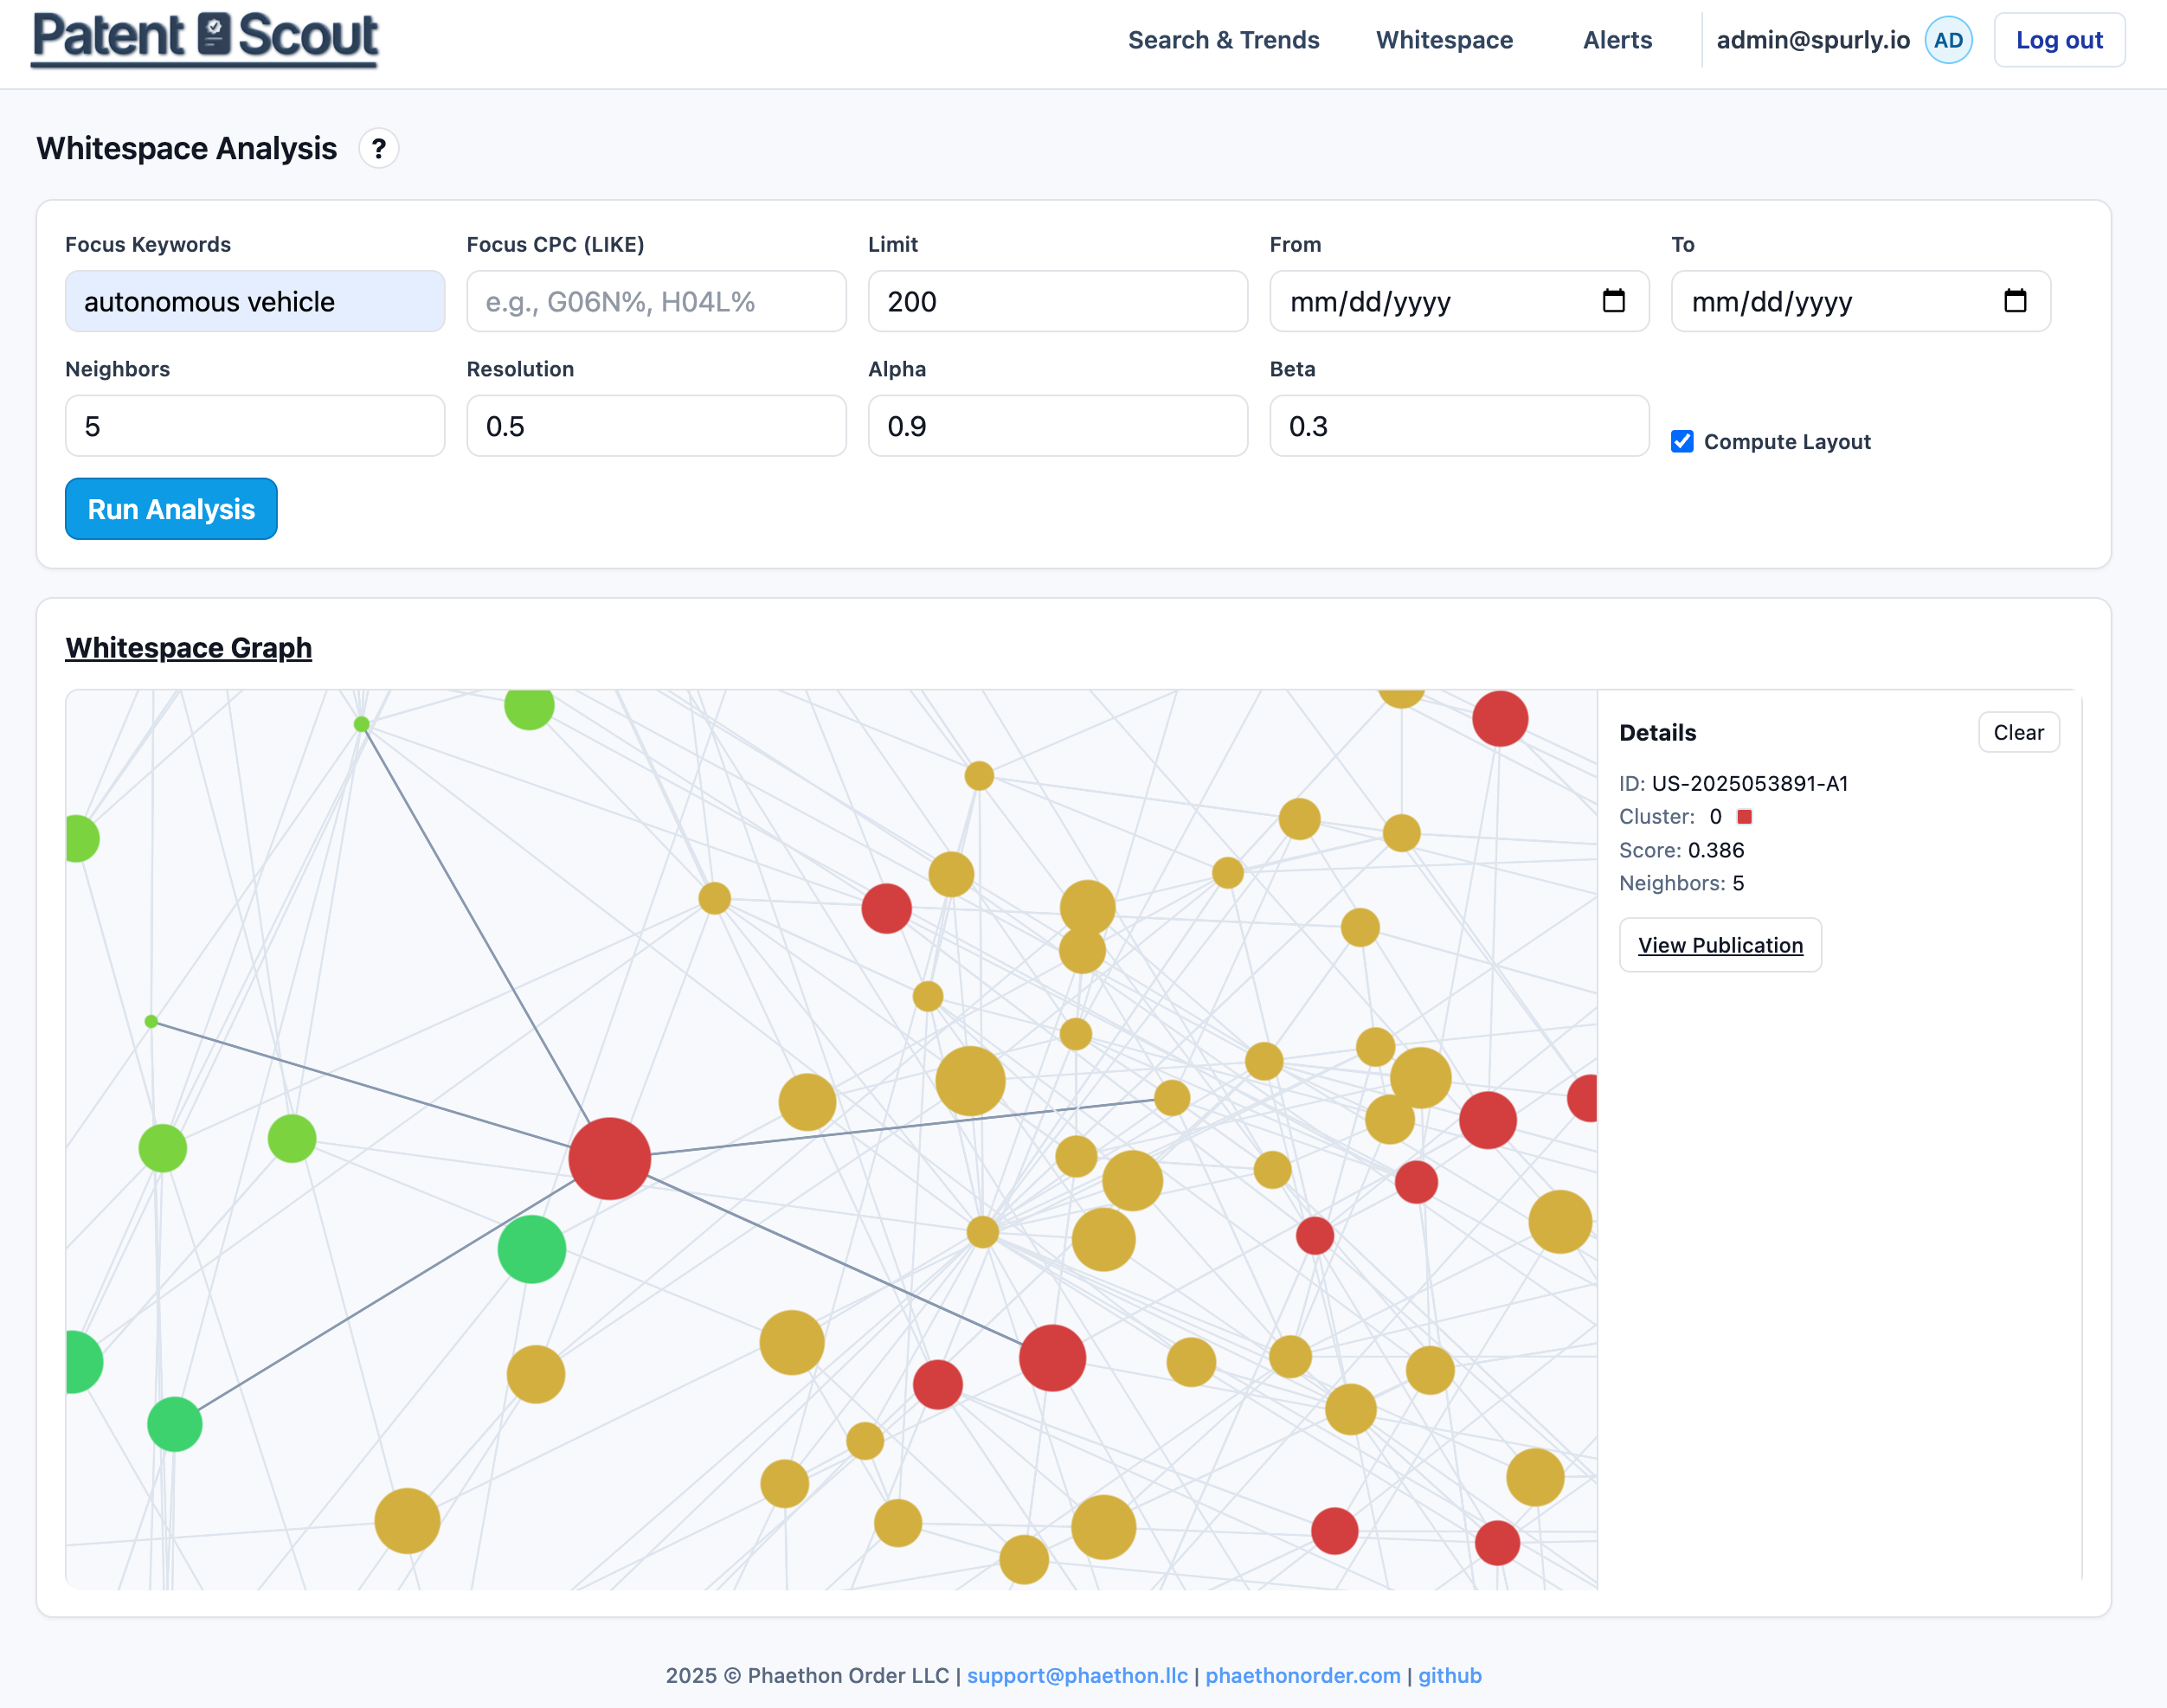 Patent Scout
Search & Trends
Whitespace
Alerts
admin@spurly.io
AD
Log out
Whitespace Analysis
?
Focus Keywords
Focus CPC (LIKE)
Limit
From
To
autonomous vehicle
e.g., G06N%, H04L%
200
mm/dd/yyyy
mm/dd/yyyy
Neighbors
Resolution
Alpha
Beta
5
0.5
0.9
0.3
Compute Layout
Run Analysis
Whitespace Graph
Details
Clear
ID: US-2025053891-A1
Cluster: 0
Score: 0.386
Neighbors: 5
View Publication
2025 © Phaethon Order LLC | support@phaethon.llc | phaethonorder.com | github